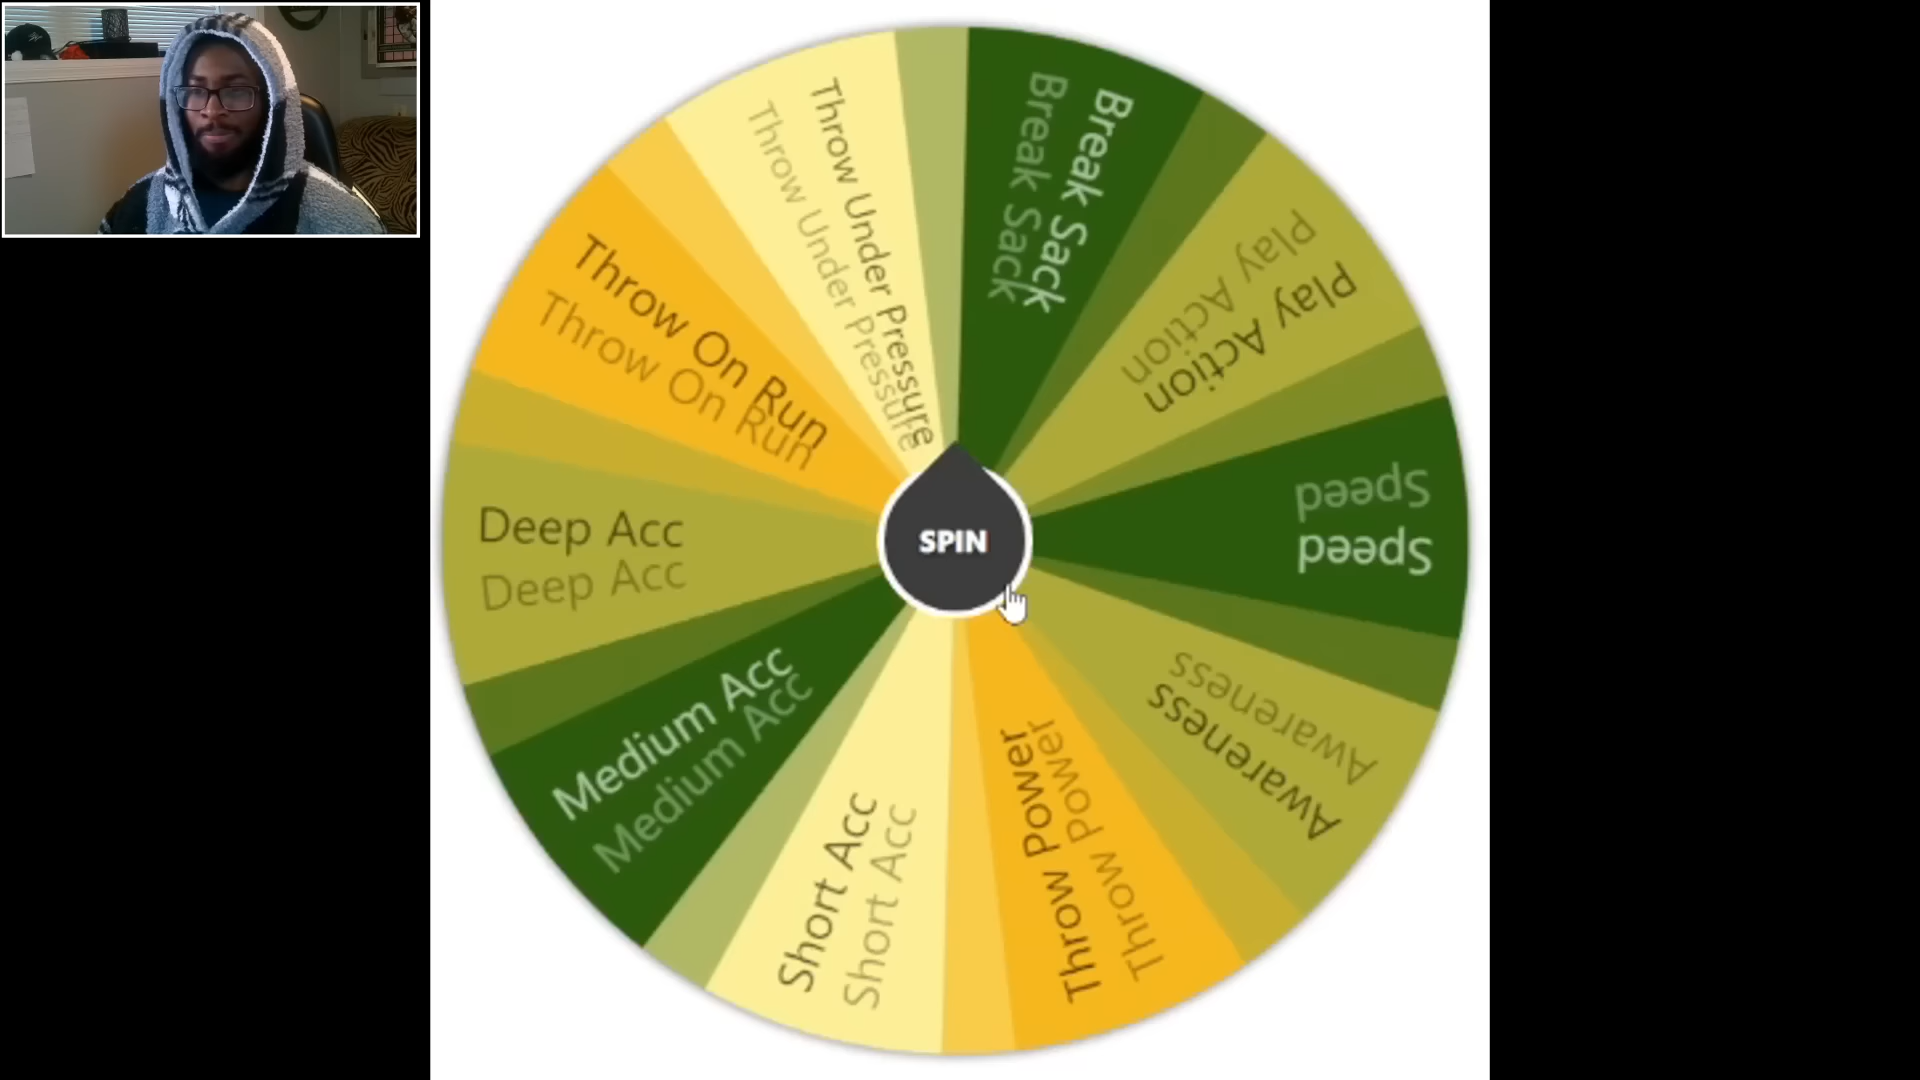 Break Sack
Break Sack
Play Action
Play Action
Speed
Speed
Awareness
Awareness
Throw Power
Throw Power
Short Acc
Short Acc
Medium Acc
Medium Acc
Deep Acc
Deep Acc
Throw On Run
Throw On Run
Throw Under Pressure
Throw Under Pressure
SPIN